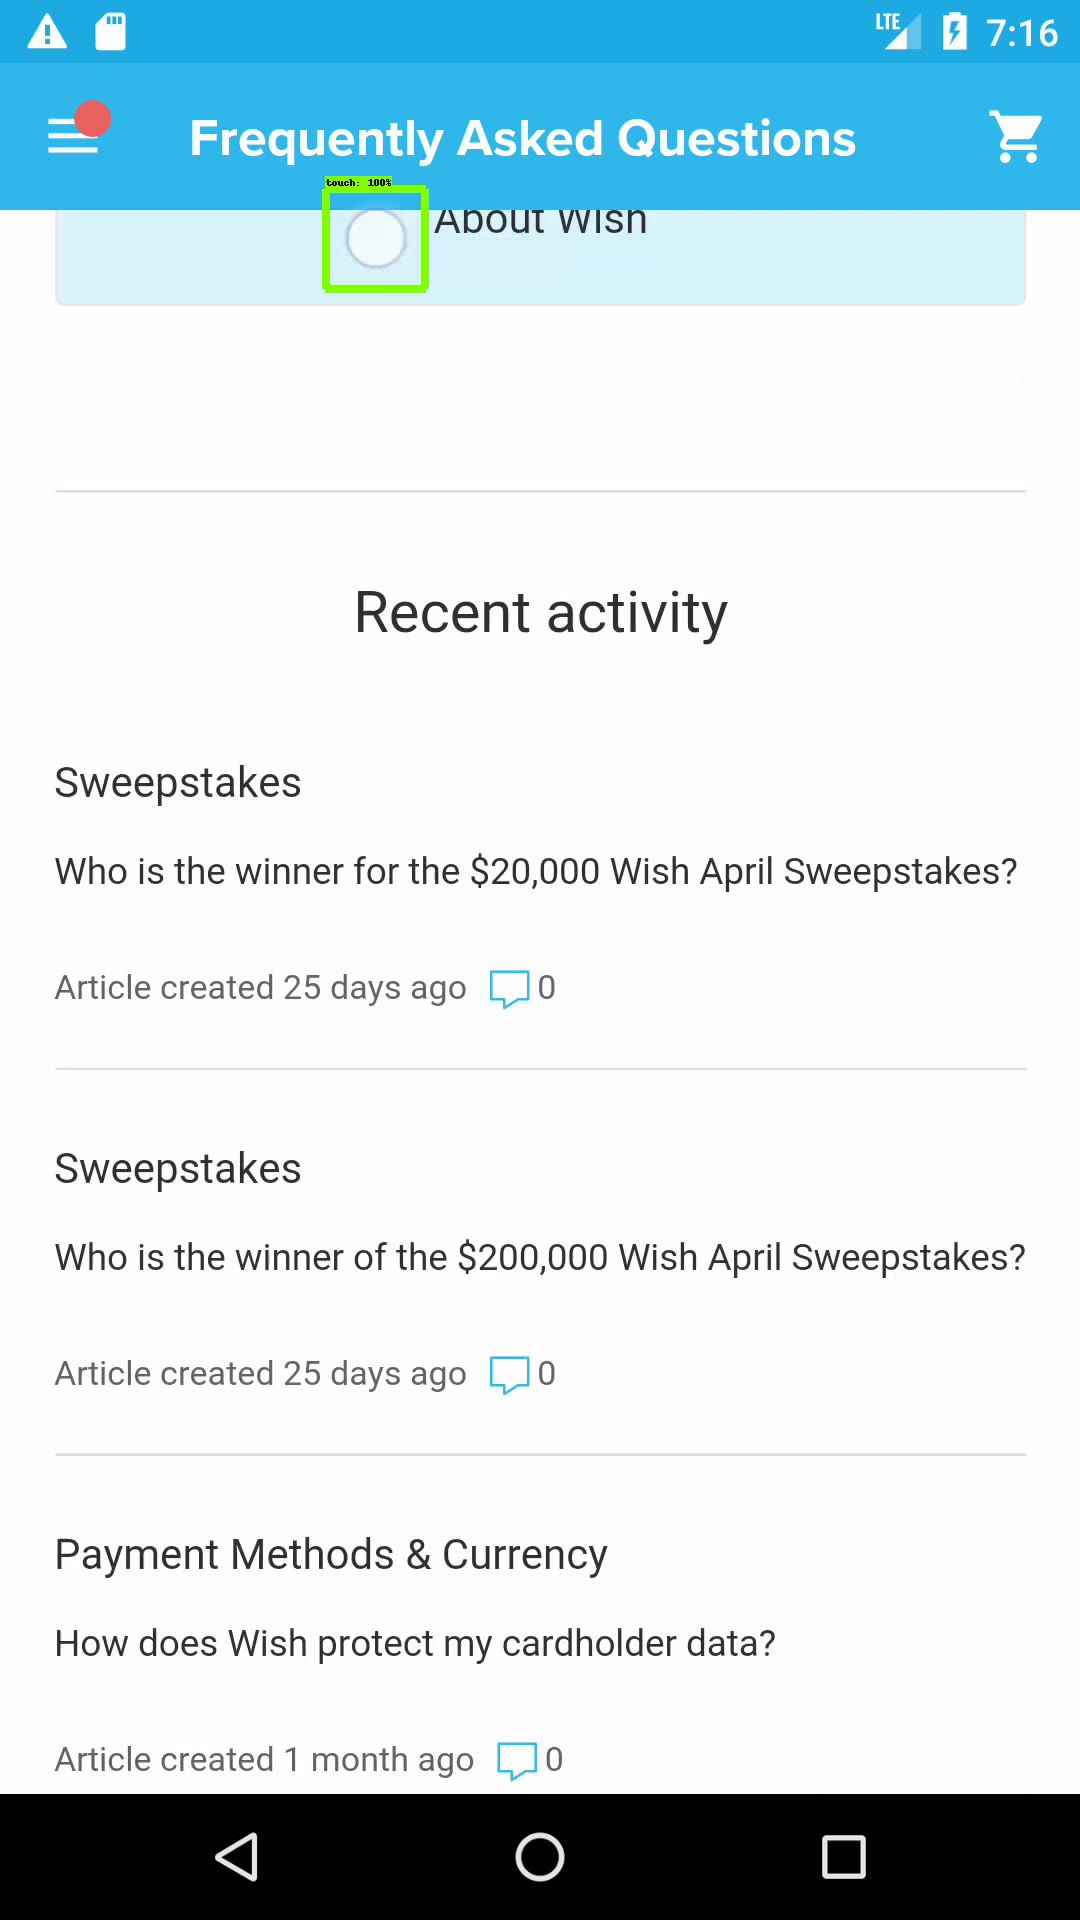 LTE 7:16
Frequently Asked Questions
touch: 100%
About Wish
Recent activity
Sweepstakes
Who is the winner for the $20,000 Wish April Sweepstakes?
Article created 25 days ago 0
Sweepstakes
Who is the winner of the $200,000 Wish April Sweepstakes?
Article created 25 days ago 0
Payment Methods & Currency
How does Wish protect my cardholder data?
Article created 1 month ago 0